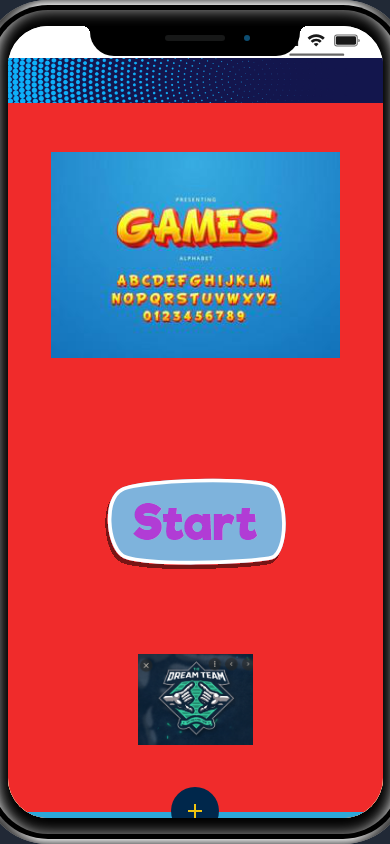 PRESENTING
GAMES
ALPHABET
ABCDEFGHIJKLM
NOPQRSTUVWXYZ
0123456789
Start
DREAM TEAM